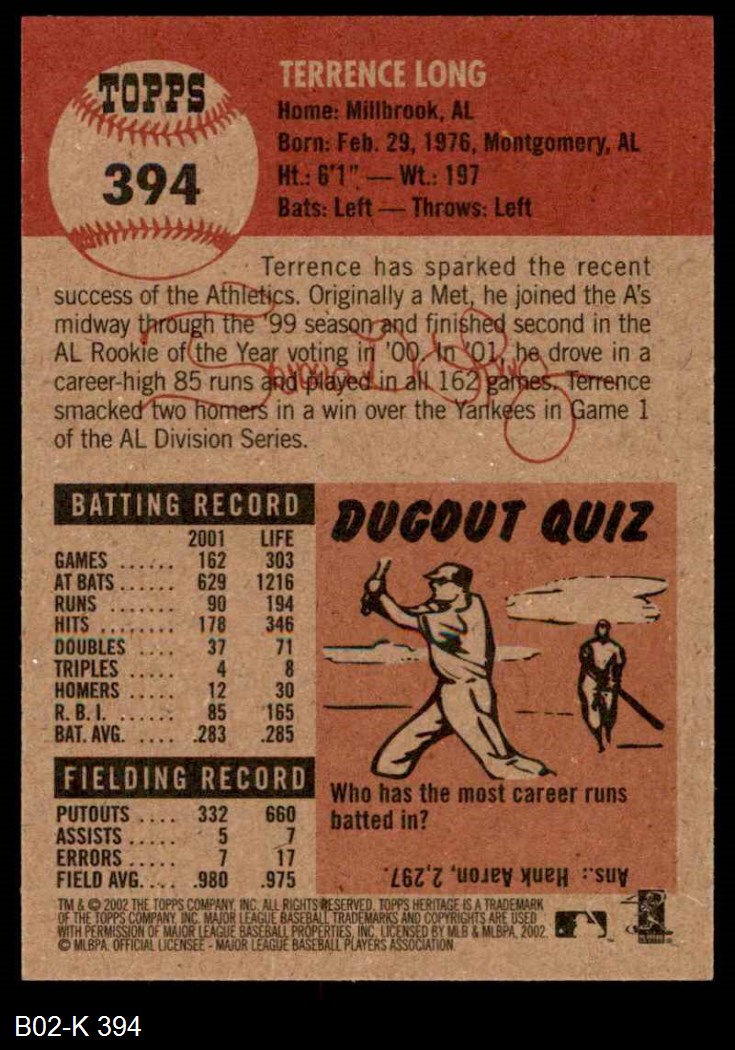 TOPPS
394
TERRENCE LONG
Home: Millbrook, AL
Born: Feb. 29, 1976, Montgomery, AL
Ht.: 6'1" — Wt.: 197
Bats: Left — Throws: Left
Terrence has sparked the recent
success of the Athletics. Originally a Met, he joined the A's
midway through the '99 season and finished second in the
AL Rookie of the Year voting in '00. In '01, he drove in a
career-high 85 runs and played in all 162 games. Terrence
smacked two homers in a win over the Yankees in Game 1
of the AL Division Series.
BATTING RECORD
2001 LIFE
GAMES ...... 162 303
AT BATS ...... 629 1216
RUNS ....... 90 194
HITS ........ 178 346
DOUBLES .... 37 71
TRIPLES ..... 4 8
HOMERS ..... 12 30
R. B. I. ...... 85 165
BAT. AVG. .... .283 .285
FIELDING RECORD
PUTOUTS .... 332 660
ASSISTS ..... 5 7
ERRORS ..... 7 17
FIELD AVG. ... .980 .975
DUGOUT QUIZ
Who has the most career runs
batted in?
Ans.: Hank Aaron, 2,297.
TM & © 2002 THE TOPPS COMPANY, INC. ALL RIGHTS RESERVED. TOPPS HERITAGE IS A TRADEMARK
OF THE TOPPS COMPANY, INC. MAJOR LEAGUE BASEBALL TRADEMARKS AND COPYRIGHTS ARE USED
WITH PERMISSION OF MAJOR LEAGUE BASEBALL PROPERTIES, INC. LICENSED BY MLB & MLBPA, 2002.
© MLBPA. OFFICIAL LICENSEE - MAJOR LEAGUE BASEBALL PLAYERS ASSOCIATION.
B02-K 394